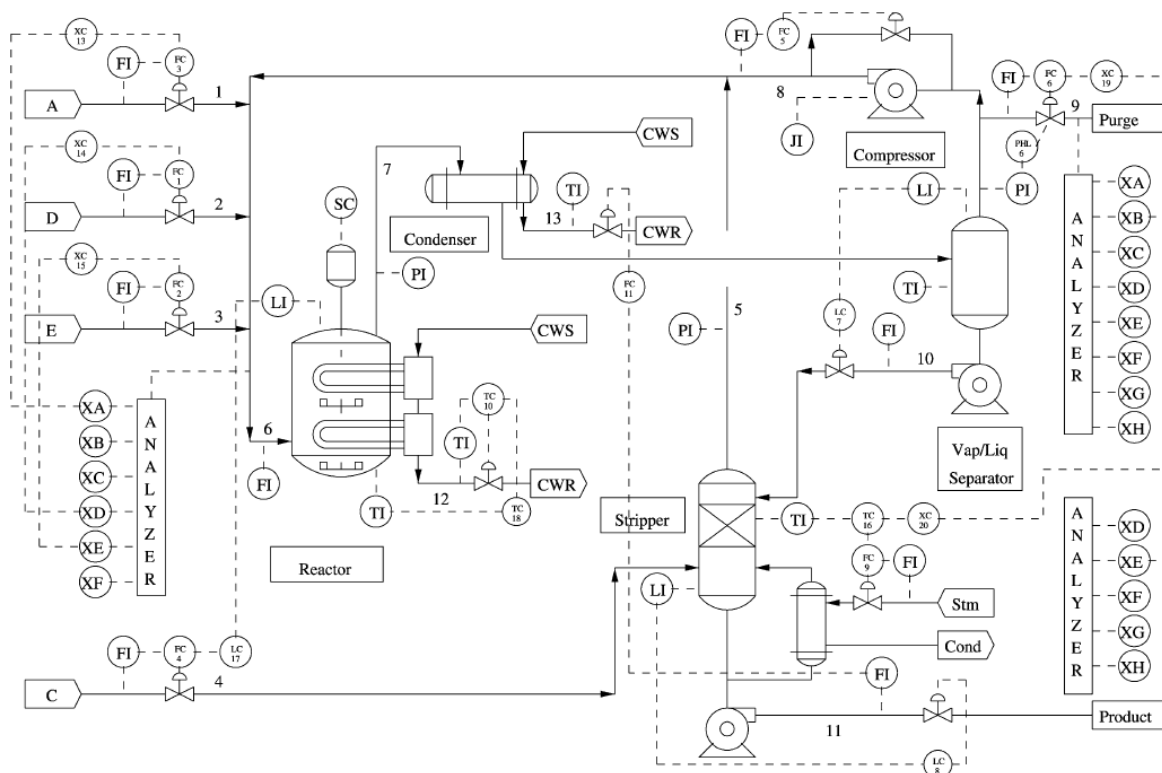 XC
13
FI
FC
3
A
1
XC
14
FI
FC
1
D
2
XC
15
FI
FC
2
E
3
LI
SC
7
CWS
Condenser
TI
13
CWR
PI
FC
11
CWS
TC
10
TI
12
CWR
TI
TC
18
6
FI
Reactor
XA
XB
XC
XD
XE
XF
ANALYZER
FI
FC
4
LC
17
C
4
FI
FC
5
8
JI
Compressor
FI
FC
6
XC
19
9
Purge
PHL
6
LI
PI
TI
LC
7
FI
10
Vap/Liq
Separator
PI
5
Stripper
TI
TC
16
XC
20
FC
9
FI
Stm
LI
Cond
FI
11
LC
8
Product
ANALYZER
XA
XB
XC
XD
XE
XF
XG
XH
ANALYZER
XD
XE
XF
XG
XH